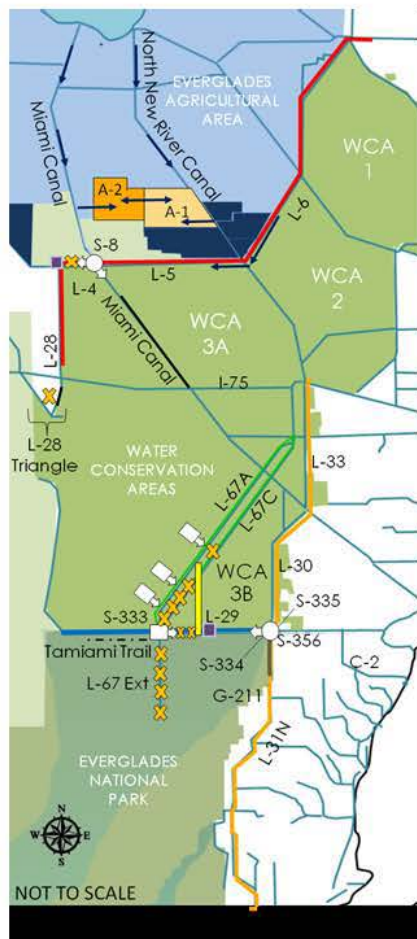 North New River Canal
EVERGLADES
AGRICULTURAL
AREA
Miami Canal
WCA
1
A-2
A-1
L-6
S-8
L-5
L-4
WCA
2
WCA
3A
Miami Canal
L-28
I-75
L-28
Triangle
L-67A
L-67C
L-33
WATER
CONSERVATION
AREAS
L-30
WCA
3B
S-333
L-29
S-335
S-356
Tamiami Trail
S-334
C-2
L-67 Ext
G-211
L-31N
EVERGLADES
NATIONAL
PARK
N
W
E
S
NOT TO SCALE